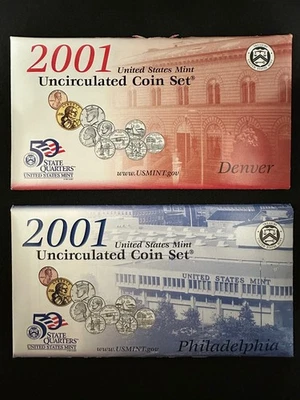 2001 United States Mint
Uncirculated Coin Set®
50
STATE
QUARTERS®
UNITED STATES MINT
www.USMINT.gov
Denver
2001 United States Mint
Uncirculated Coin Set®
UNITED STATES MINT
50
STATE
QUARTERS®
UNITED STATES MINT
www.USMINT.gov
Philadelphia